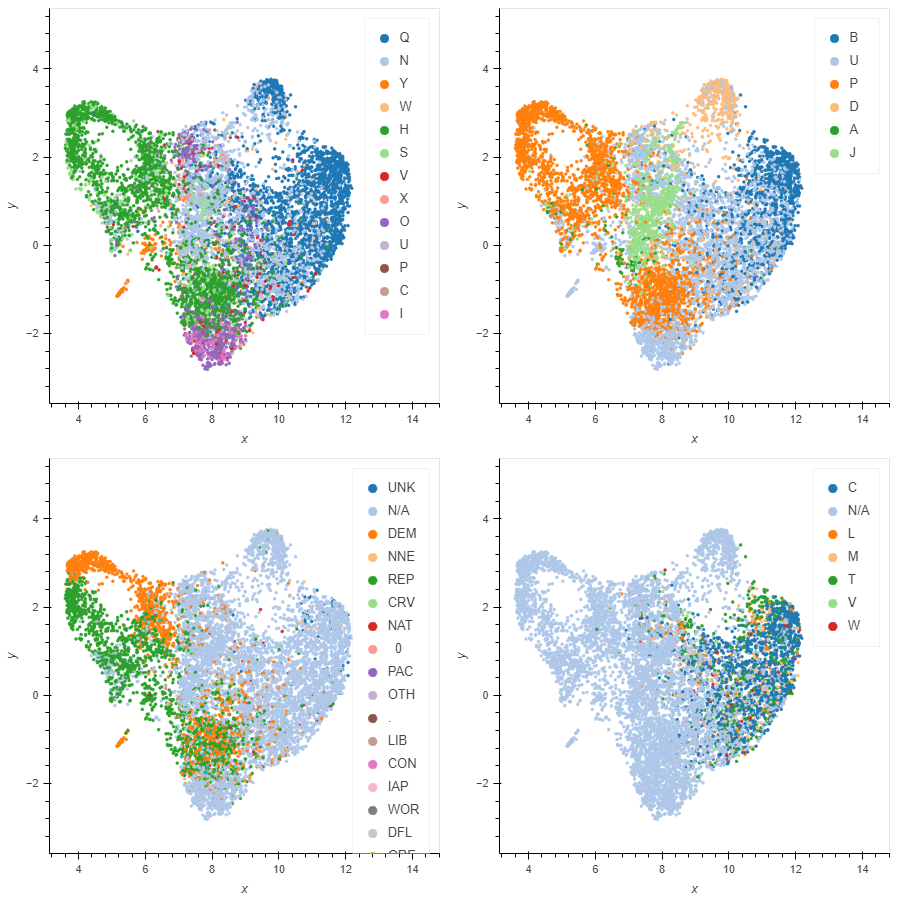 Q
N
Y
W
H
S
V
X
O
U
P
C
I
4
2
0
−2
y
4
6
8
10
12
14
x
B
U
P
D
A
J
4
2
0
−2
y
4
6
8
10
12
14
x
UNK
N/A
DEM
NNE
REP
CRV
NAT
0
PAC
OTH
.
LIB
CON
IAP
WOR
DFL
4
2
0
−2
y
4
6
8
10
12
14
x
C
N/A
L
M
T
V
W
4
2
0
−2
y
4
6
8
10
12
14
x